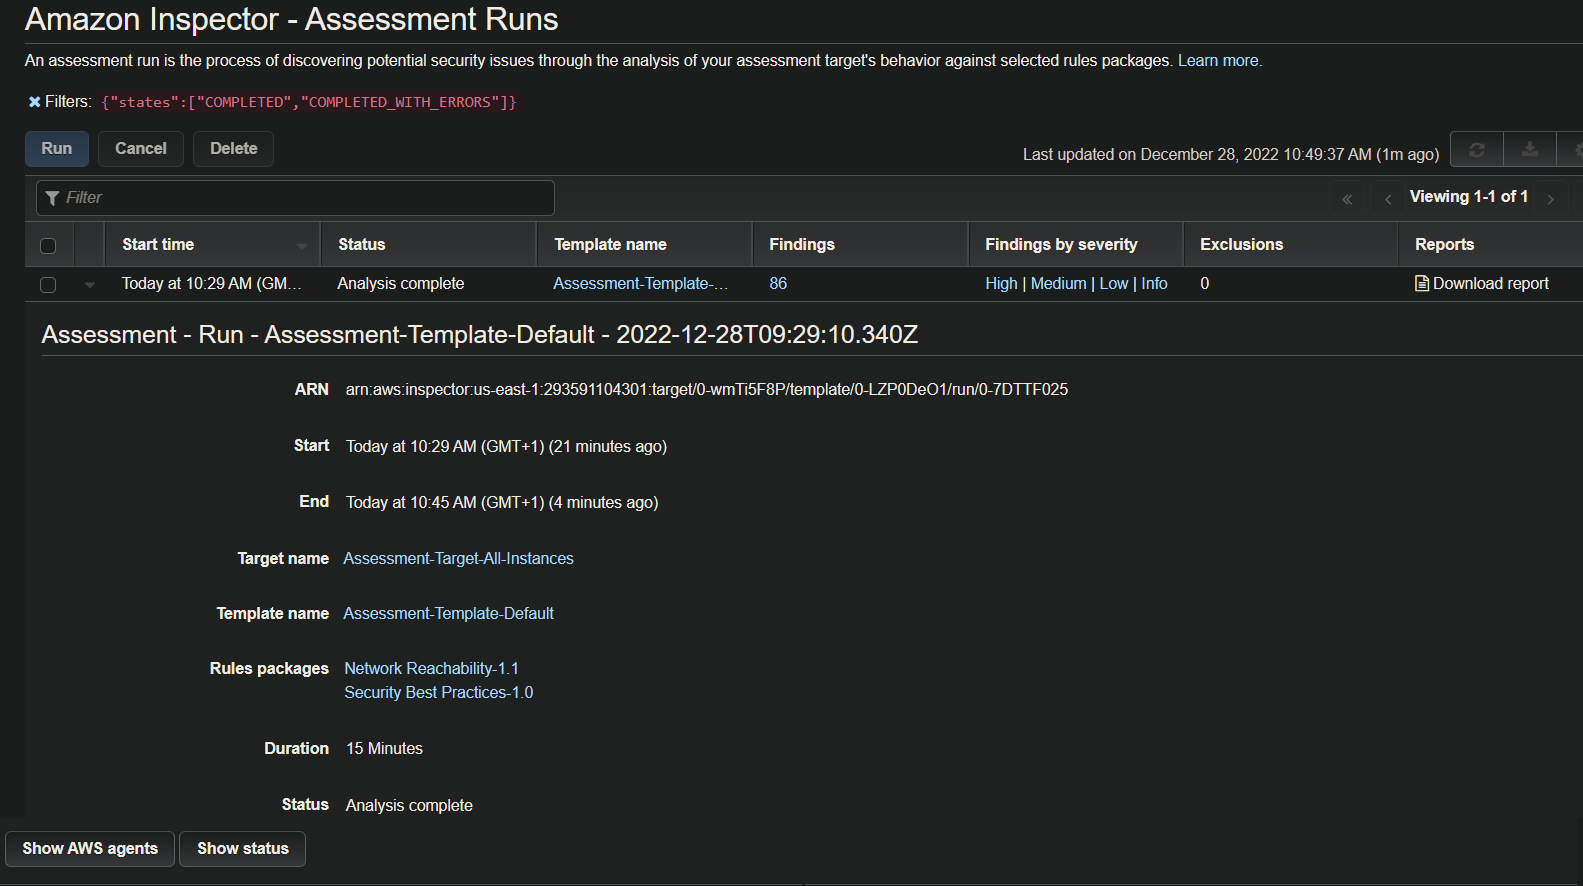 Amazon Inspector - Assessment Runs
An assessment run is the process of discovering potential security issues through the analysis of your assessment target's behavior against selected rules packages. Learn more.
Filters: {"states":["COMPLETED","COMPLETED_WITH_ERRORS"]}
Run Cancel Delete Last updated on December 28, 2022 10:49:37 AM (1m ago)
Filter « ‹ Viewing 1-1 of 1 ›
Start time Status Template name Findings Findings by severity Exclusions Reports
Today at 10:29 AM (GM... Analysis complete Assessment-Template-... 86 High | Medium | Low | Info 0 Download report
Assessment - Run - Assessment-Template-Default - 2022-12-28T09:29:10.340Z
ARN arn:aws:inspector:us-east-1:293591104301:target/0-wmTi5F8P/template/0-LZP0DeO1/run/0-7DTTF025
Start Today at 10:29 AM (GMT+1) (21 minutes ago)
End Today at 10:45 AM (GMT+1) (4 minutes ago)
Target name Assessment-Target-All-Instances
Template name Assessment-Template-Default
Rules packages Network Reachability-1.1
Security Best Practices-1.0
Duration 15 Minutes
Status Analysis complete
Show AWS agents Show status